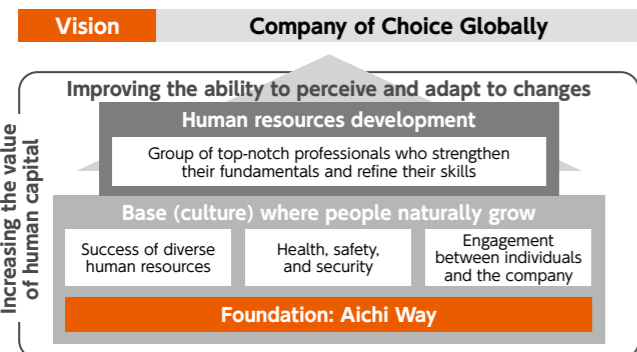 Vision
Company of Choice Globally
Increasing the value
of human capital
Improving the ability to perceive and adapt to changes
Human resources development
Group of top-notch professionals who strengthen
their fundamentals and refine their skills
Base (culture) where people naturally grow
Success of diverse
human resources
Health, safety,
and security
Engagement
between individuals
and the company
Foundation: Aichi Way